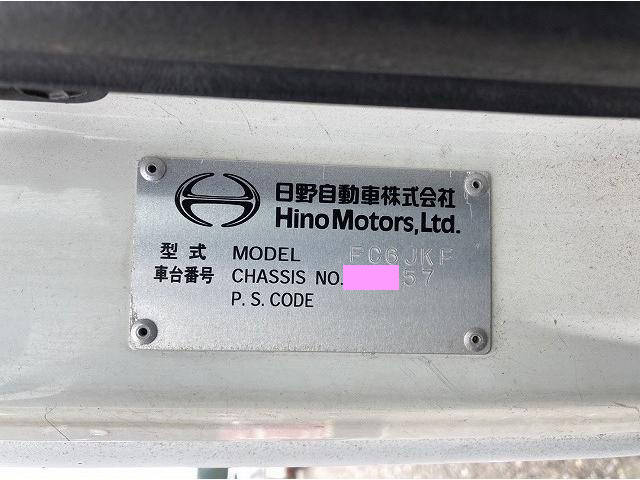 日野自動車株式会社
Hino Motors, Ltd.
型式 MODEL FC6JKF
車台番号 CHASSIS NO. 57
P.S.CODE